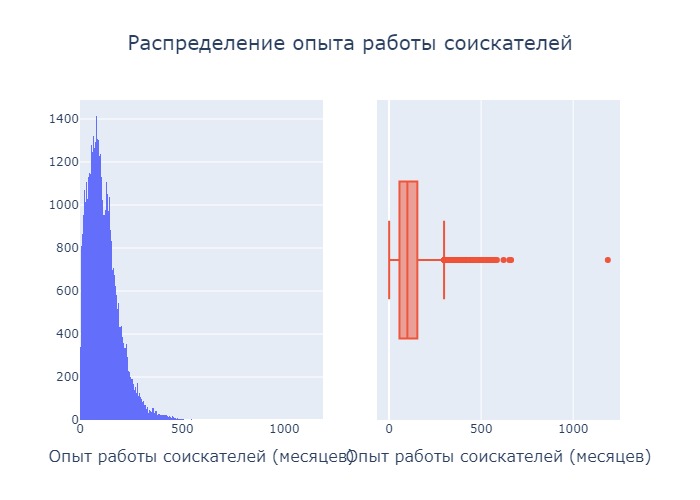 Распределение опыта работы соискателей
1400
1200
1000
800
600
400
200
0
0 500 1000
0 500 1000
Опыт работы соискателей (месяцев)
Опыт работы соискателей (месяцев)